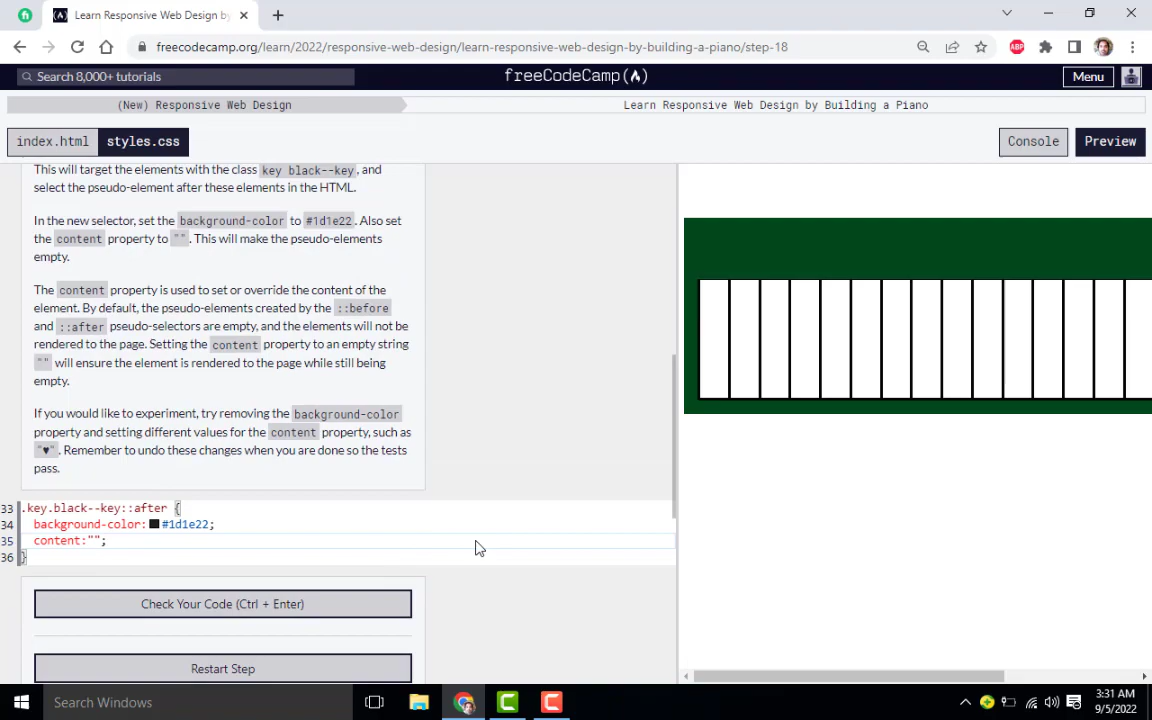 Learn Responsive Web Design by
freecodecamp.org/learn/2022/responsive-web-design/learn-responsive-web-design-by-building-a-piano/step-18
ABP
Search 8,000+ tutorials
freeCodeCamp
Menu
(New) Responsive Web Design
Learn Responsive Web Design by Building a Piano
index.html
styles.css
Console
Preview
This will target the elements with the class key black--key, and
select the pseudo-element after these elements in the HTML.
In the new selector, set the background-color to #1d1e22. Also set
the content property to "". This will make the pseudo-elements
empty.
The content property is used to set or override the content of the
element. By default, the pseudo-elements created by the ::before
and ::after pseudo-selectors are empty, and the elements will not be
rendered to the page. Setting the content property to an empty string
"" will ensure the element is rendered to the page while still being
empty.
If you would like to experiment, try removing the background-color
property and setting different values for the content property, such as
"♥". Remember to undo these changes when you are done so the tests
pass.
33 .key.black--key::after {
34 background-color: #1d1e22;
35 content:"";
36 }
Check Your Code (Ctrl + Enter)
Restart Step
Search Windows
3:31 AM
9/5/2022